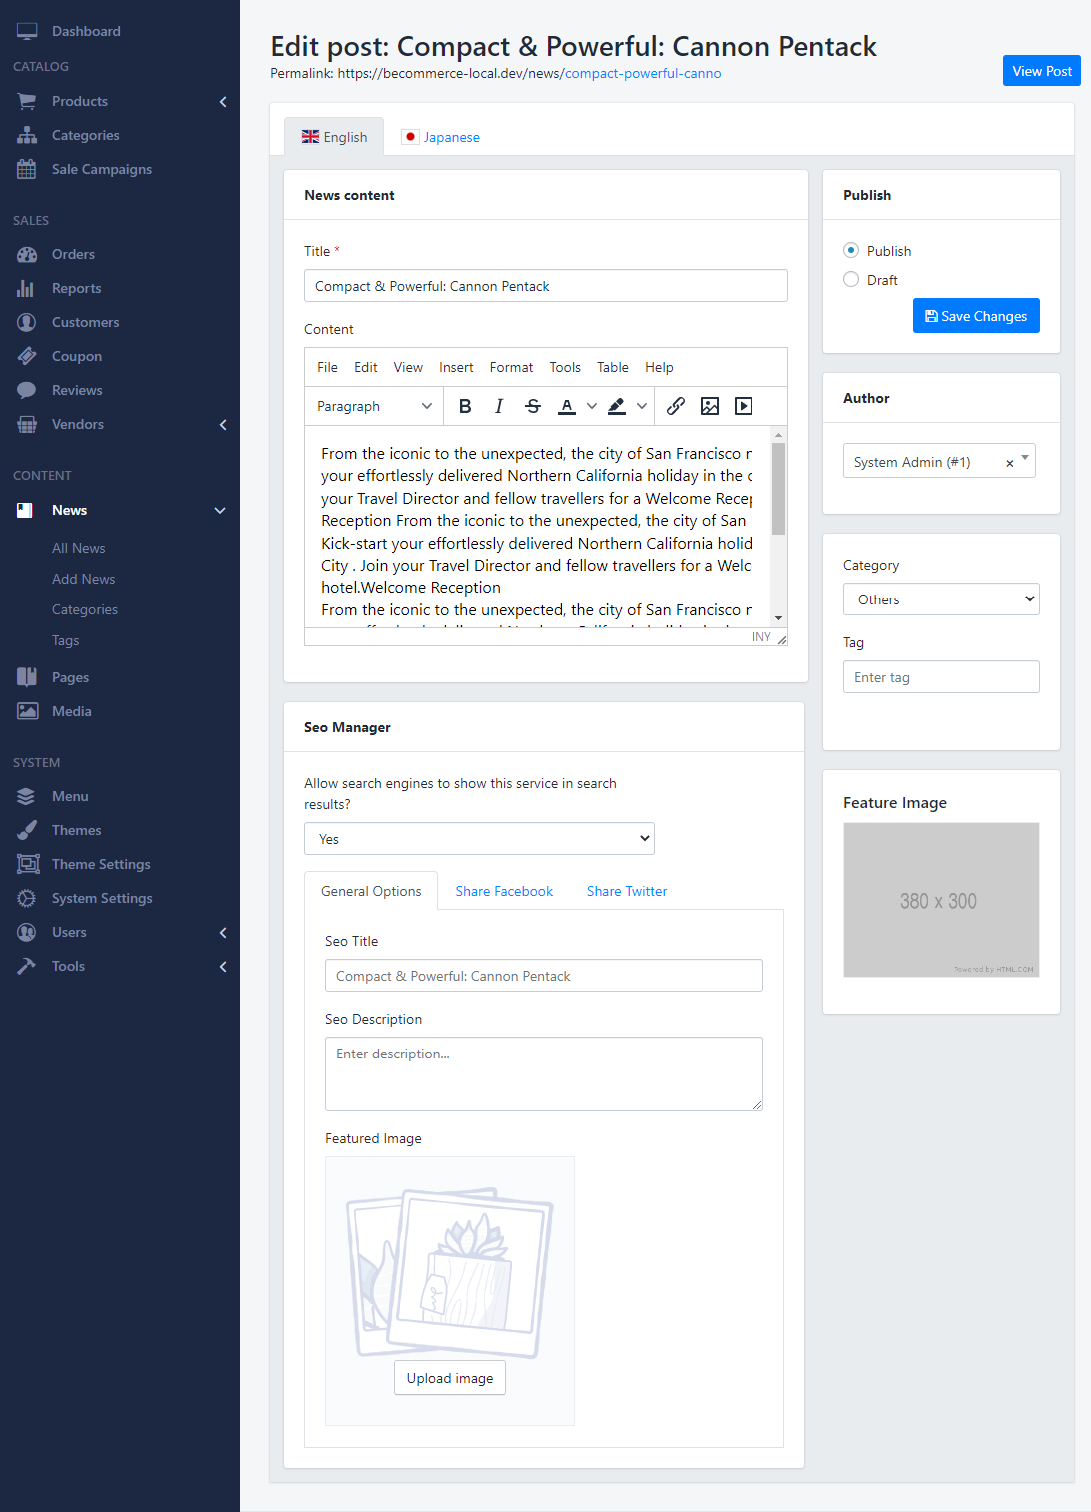 Dashboard
CATALOG
Products
Categories
Sale Campaigns
SALES
Orders
Reports
Customers
Coupon
Reviews
Vendors
CONTENT
News
All News
Add News
Categories
Tags
Pages
Media
SYSTEM
Menu
Themes
Theme Settings
System Settings
Users
Tools
Edit post: Compact & Powerful: Cannon Pentack
Permalink: https://becommerce-local.dev/news/compact-powerful-canno
View Post
English
Japanese
News content
Title *
Compact & Powerful: Cannon Pentack
Content
File Edit View Insert Format Tools Table Help
Paragraph
B I S A
From the iconic to the unexpected, the city of San Francisco
your effortlessly delivered Northern California holiday in the
your Travel Director and fellow travellers for a Welcome
Reception From the iconic to the unexpected, the city of San
Kick-start your effortlessly delivered Northern California
City . Join your Travel Director and fellow travellers for a
hotel.Welcome Reception
From the iconic to the unexpected, the city of San Francisco
INY
Seo Manager
Allow search engines to show this service in search
results?
Yes
General Options
Share Facebook
Share Twitter
Seo Title
Compact & Powerful: Cannon Pentack
Seo Description
Enter description...
Featured Image
Upload image
Publish
Publish
Draft
Save Changes
Author
System Admin (#1) ×
Category
Others
Tag
Enter tag
Feature Image
380 x 300
Powered by HTML.COM